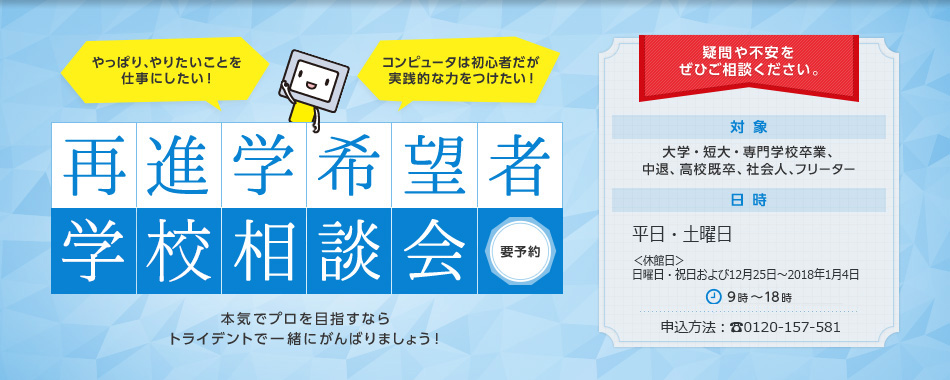 やっぱり、やりたいことを
仕事にしたい！
コンピュータは初心者だが
実践的な力をつけたい！
再進学希望者
学校相談会
要予約
本気でプロを目指すなら
トライデントで一緒にがんばりましょう！
疑問や不安を
ぜひご相談ください。
対象
大学・短大・専門学校卒業、
中退、高校既卒、社会人、フリーター
日時
平日・土曜日
＜休館日＞
日曜日・祝日および12月25日～2018年1月4日
9時～18時
申込方法：☎0120-157-581